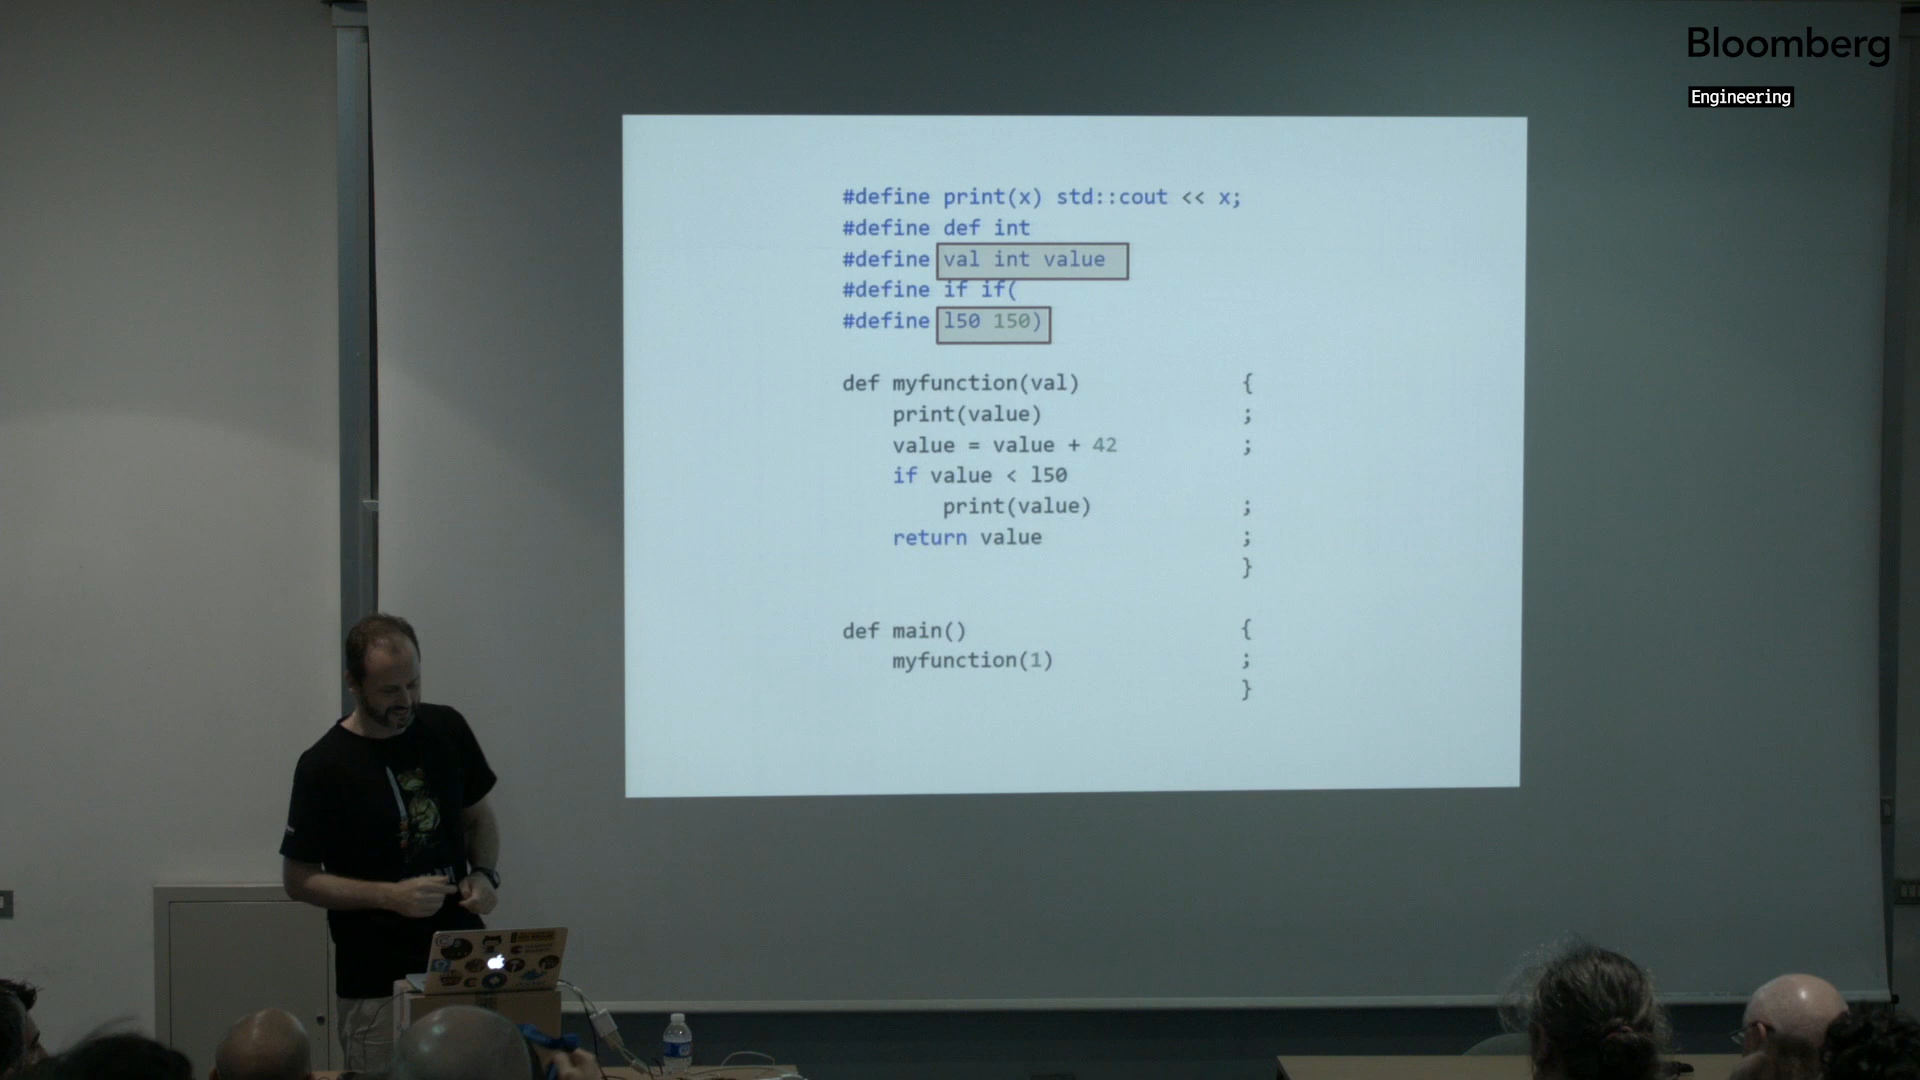 Bloomberg
Engineering
#define print(x) std::cout << x;
#define def int
#define val int value
#define if if(
#define l50 150)
def myfunction(val) {
print(value) ;
value = value + 42 ;
if value < l50
print(value) ;
return value ;
}
def main() {
myfunction(1) ;
}